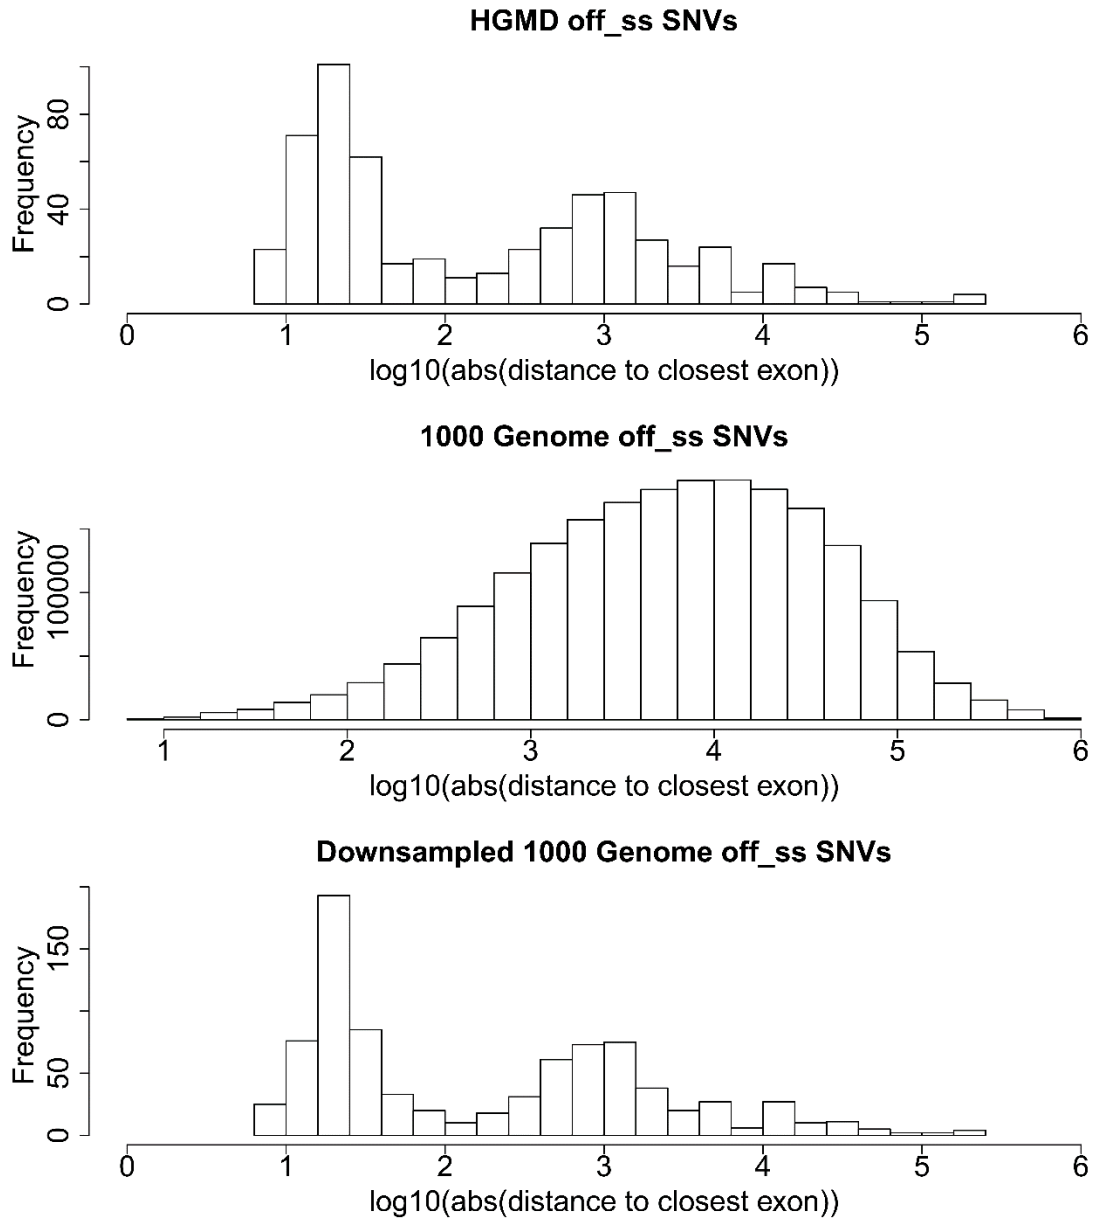 HGMD off_ss SNVs
Frequency
0 40 80
0 1 2 3 4 5 6
log10(abs(distance to closest exon))
1000 Genome off_ss SNVs
Frequency
0 100000
1 2 3 4 5 6
log10(abs(distance to closest exon))
Downsampled 1000 Genome off_ss SNVs
Frequency
0 50 150
0 1 2 3 4 5 6
log10(abs(distance to closest exon))